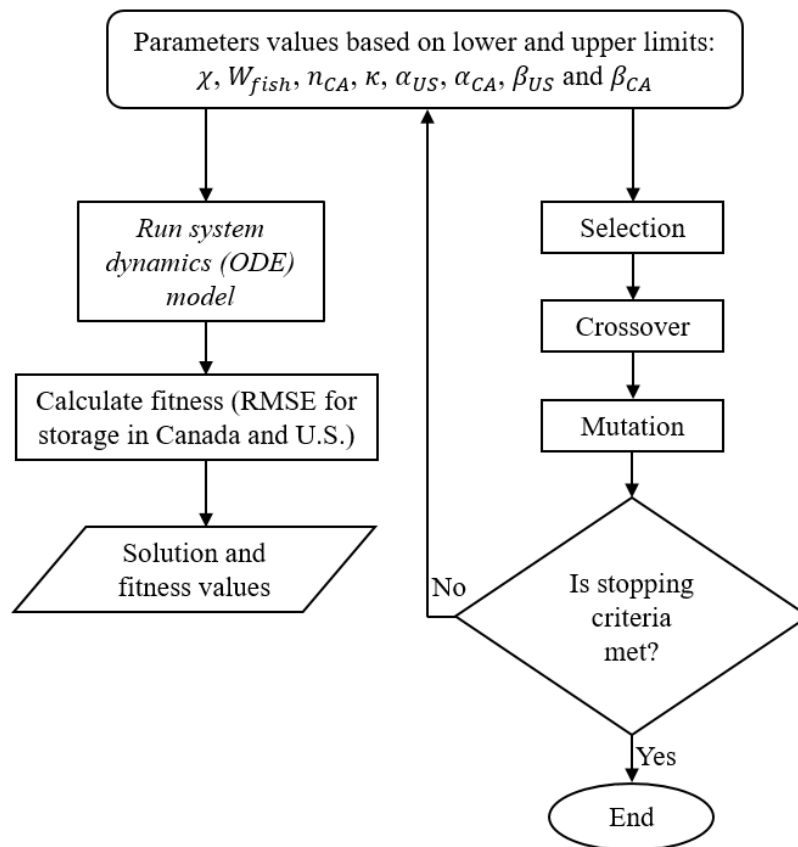 Parameters values based on lower and upper limits:
χ, W_fish, n_CA, κ, α_US, α_CA, β_US and β_CA
Run system
dynamics (ODE)
model
Calculate fitness (RMSE for
storage in Canada and U.S.)
Solution and
fitness values
Selection
Crossover
Mutation
Is stopping
criteria
met?
No
Yes
End